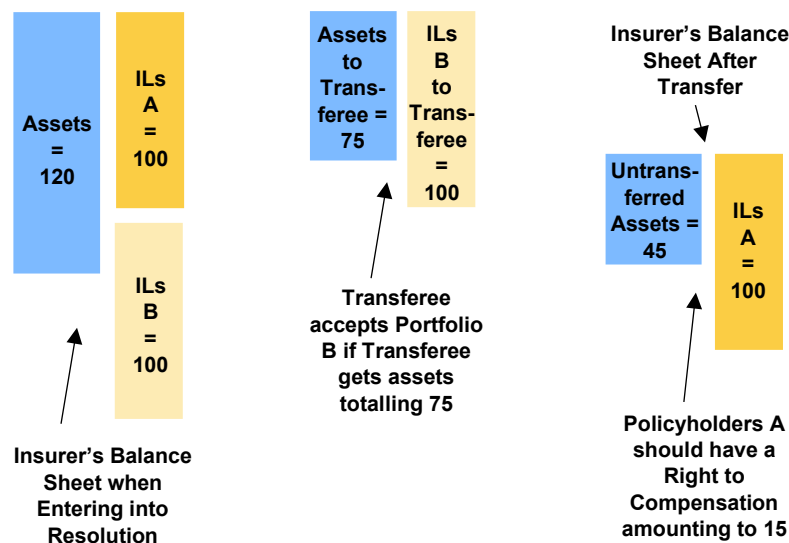 Assets
=
120
ILs
A
=
100
ILs
B
=
100
Insurer's Balance
Sheet when
Entering into
Resolution
Assets
to
Trans-
feree =
75
ILs
B
to
Trans-
feree
=
100
Transferee
accepts Portfolio
B if Transferee
gets assets
totalling 75
Insurer’s Balance
Sheet After
Transfer
Untrans-
ferred
Assets =
45
ILs
A
=
100
Policyholders A
should have a
Right to
Compensation
amounting to 15